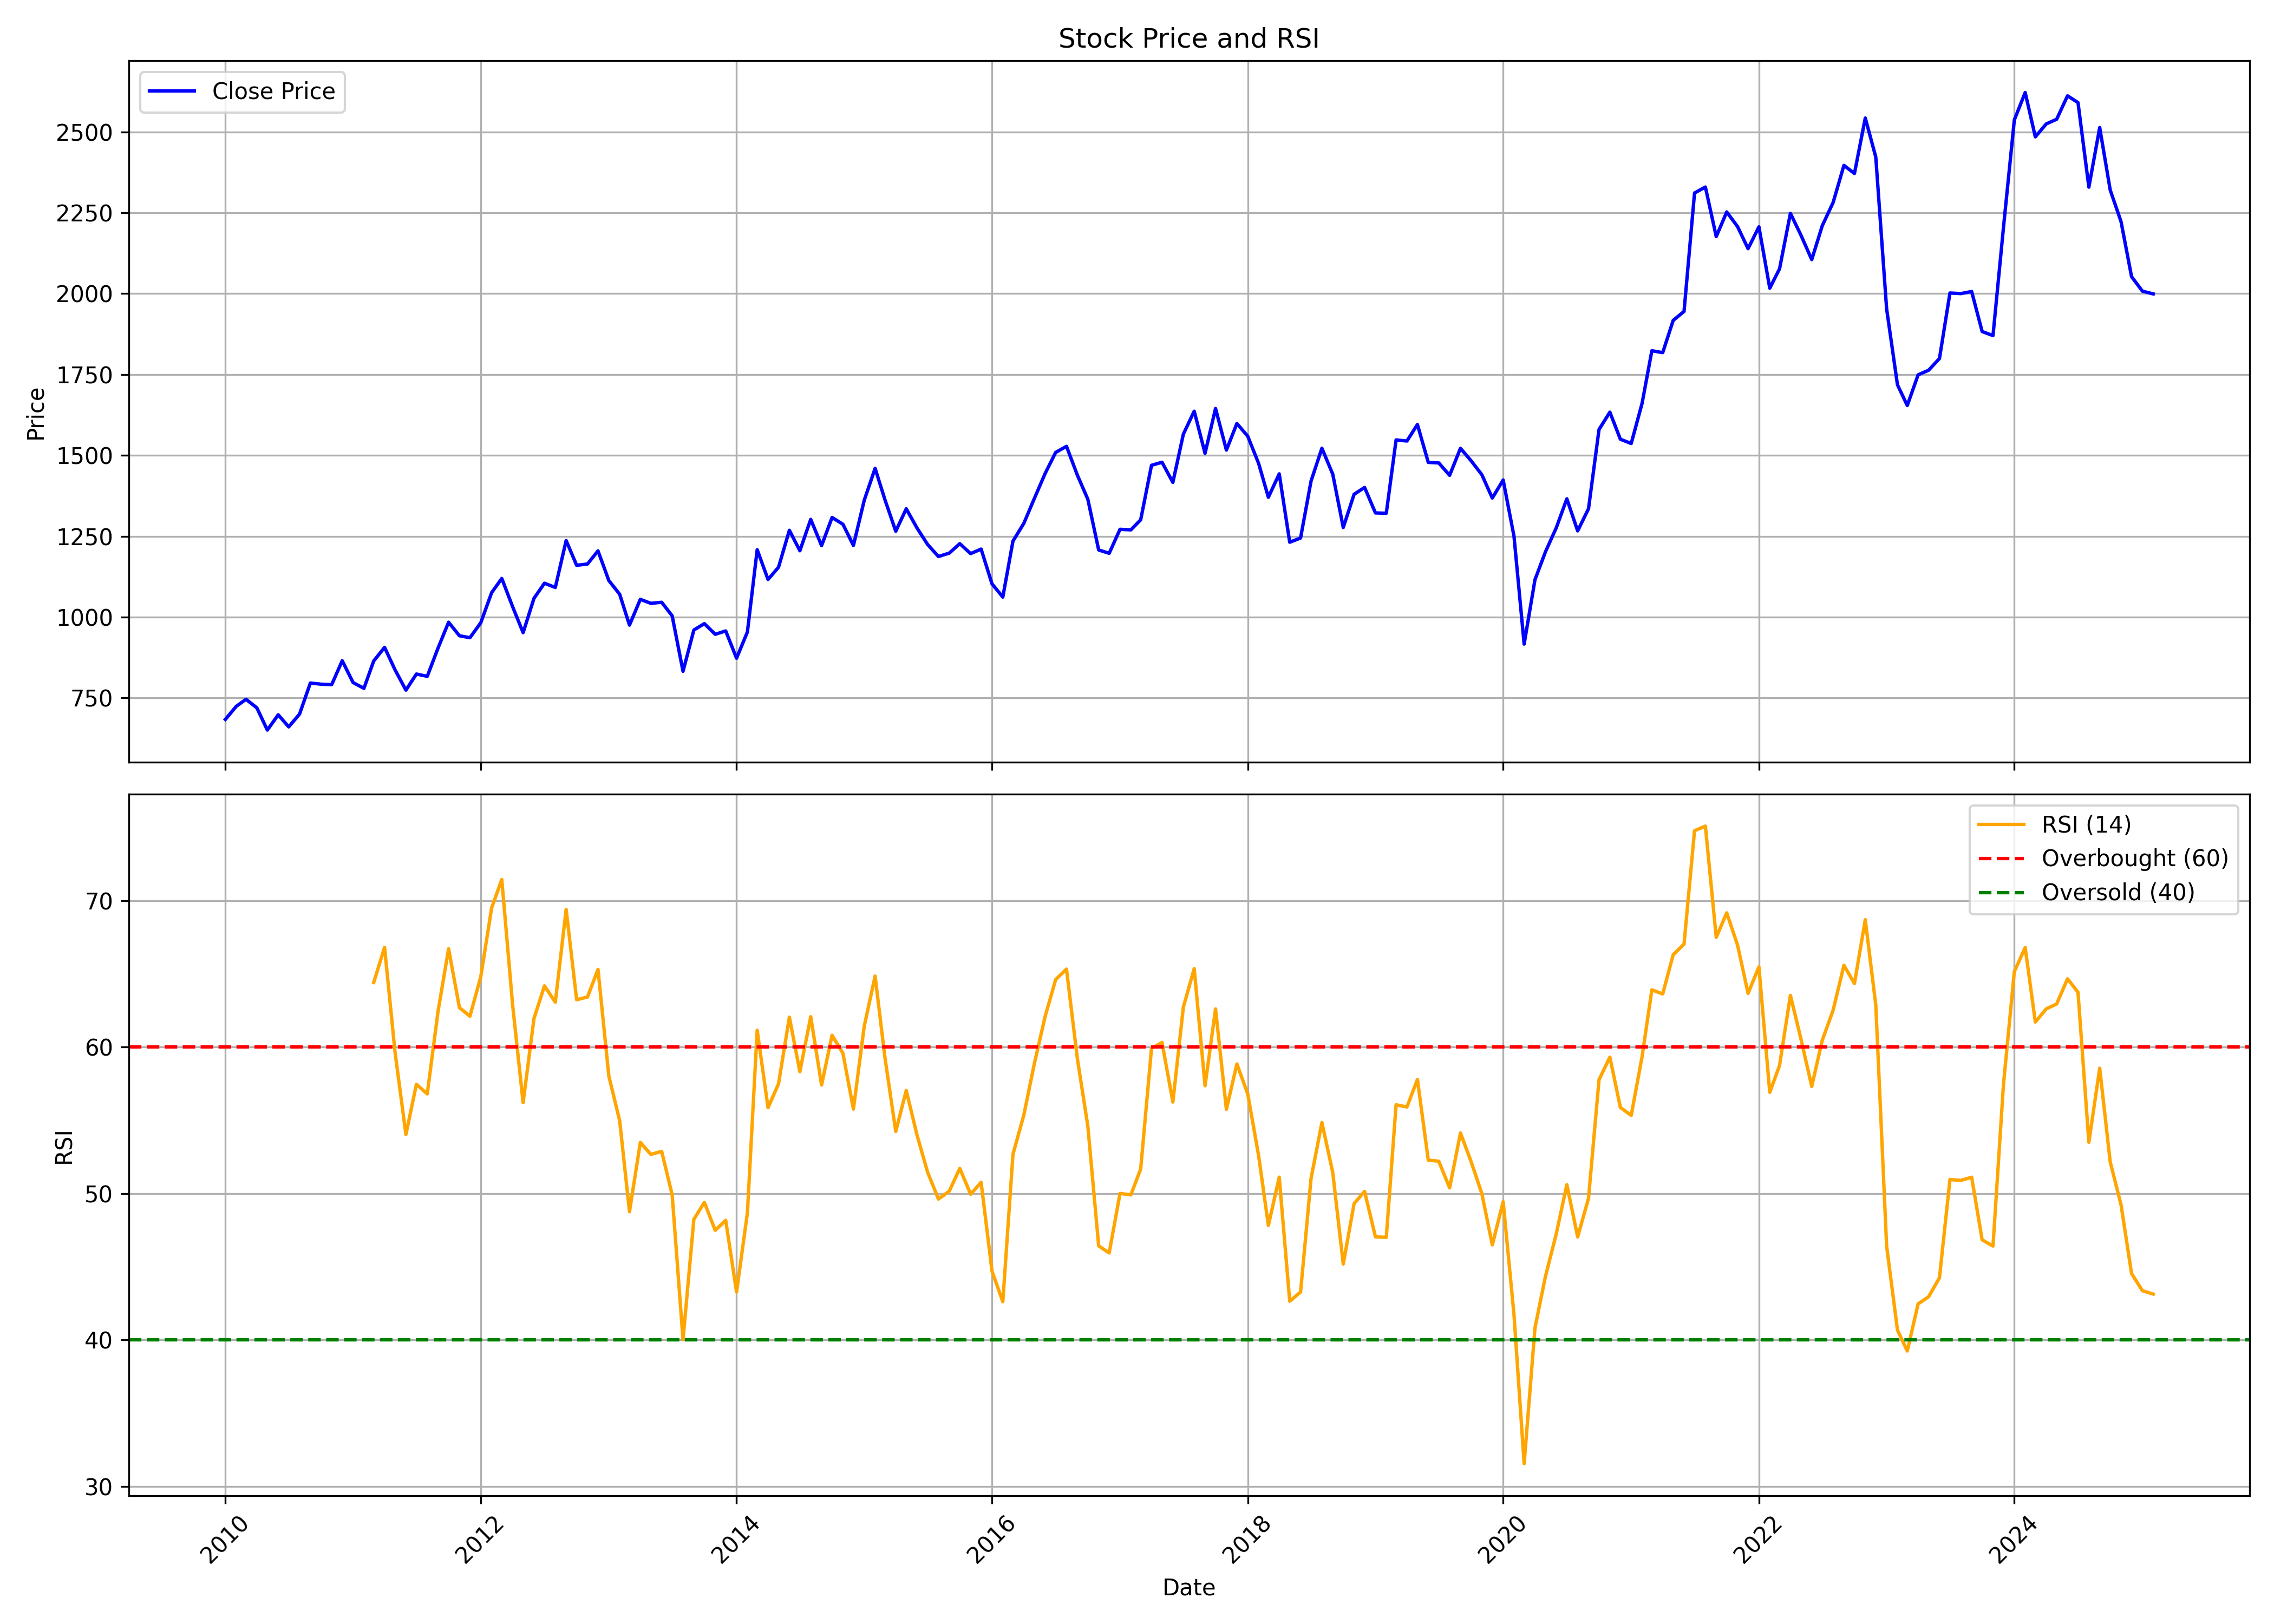 Stock Price and RSI
Close Price
2500
2250
2000
1750
1500
1250
1000
750
Price
RSI (14)
Overbought (60)
Oversold (40)
70
60
50
40
30
RSI
2010 2012 2014 2016 2018 2020 2022 2024
Date